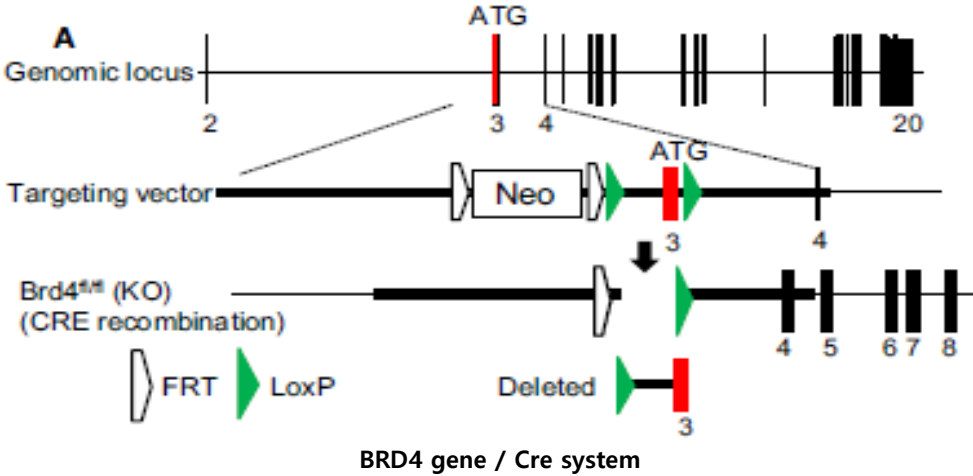 A
ATG
Genomic locus
2 3 4 20
ATG
Targeting vector
Neo
3 4
Brd4fl/fl (KO)
(CRE recombination)
4 5 6 7 8
FRT LoxP Deleted
3
BRD4 gene / Cre system